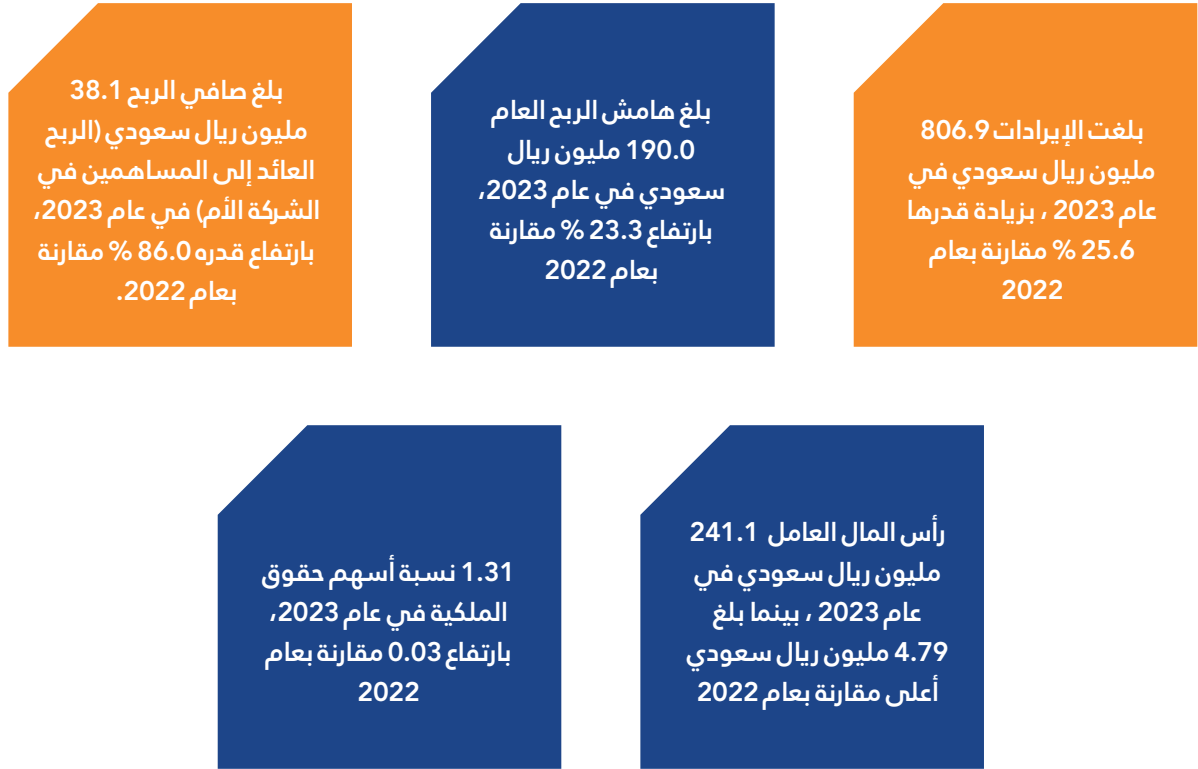 بلغت الإيرادات 806.9
مليون ريال سعودي في
عام 2023 ، بزيادة قدرها
25.6 % مقارنة بعام
2022
بلغ هامش الربح العام
190.0 مليون ريال
سعودي في عام 2023،
بارتفاع 23.3 % مقارنة
بعام 2022
بلغ صافي الربح 38.1
مليون ريال سعودي (الربح
العائد إلى المساهمين في
الشركة الأم) في عام 2023،
بارتفاع قدره 86.0 % مقارنة
بعام 2022.
رأس المال العامل 241.1
مليون ريال سعودي في
عام 2023 ، بينما بلغ
4.79 مليون ريال سعودي
أعلى مقارنة بعام 2022
1.31 نسبة أسهم حقوق
الملكية في عام 2023،
بارتفاع 0.03 مقارنة بعام
2022